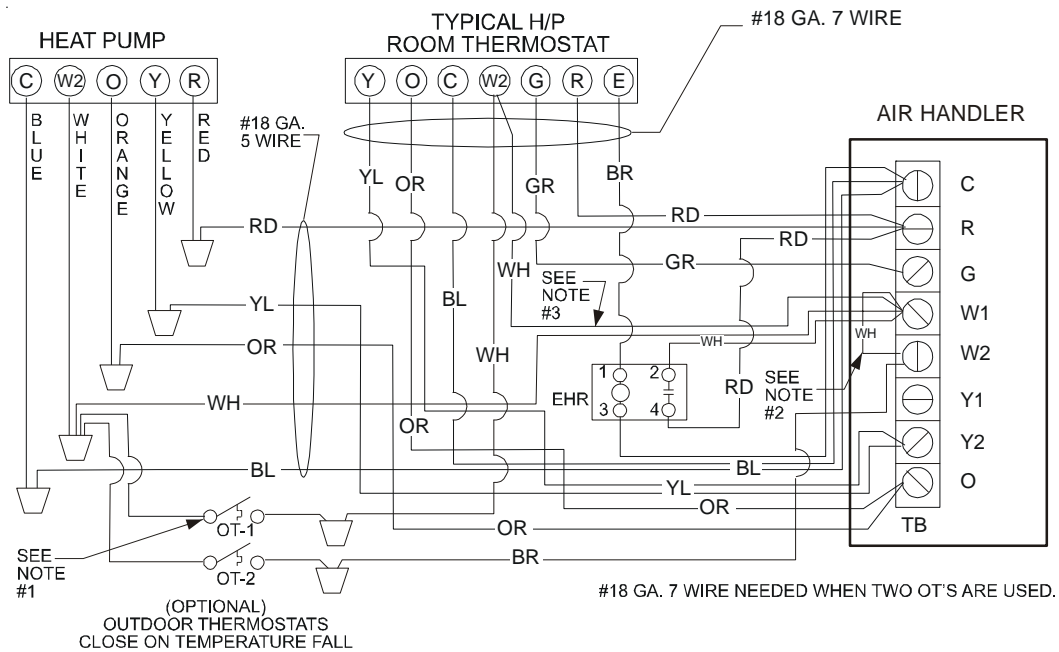 #18 GA. 7 WIRE
TYPICAL H/P
ROOM THERMOSTAT
HEAT PUMP
C W2 O Y R
Y O C W2 G R E
BLUE
WHITE
ORANGE
YELLOW
RED
#18 GA.
5 WIRE
AIR HANDLER
YL
OR
GR
BR
C
RD
RD
RD
R
WH
GR
G
SEE
NOTE
#3
BL
YL
W1
WH
WH
OR
WH
W2
1 2
EHR
3 4
RD
SEE
NOTE
#2
WH
Y1
OR
Y2
BL
BL
YL
O
OR
OT-1
OR
TB
SEE
NOTE
#1
BR
OT-2
#18 GA. 7 WIRE NEEDED WHEN TWO OT'S ARE USED.
(OPTIONAL)
OUTDOOR THERMOSTATS
CLOSE ON TEMPERATURE FALL